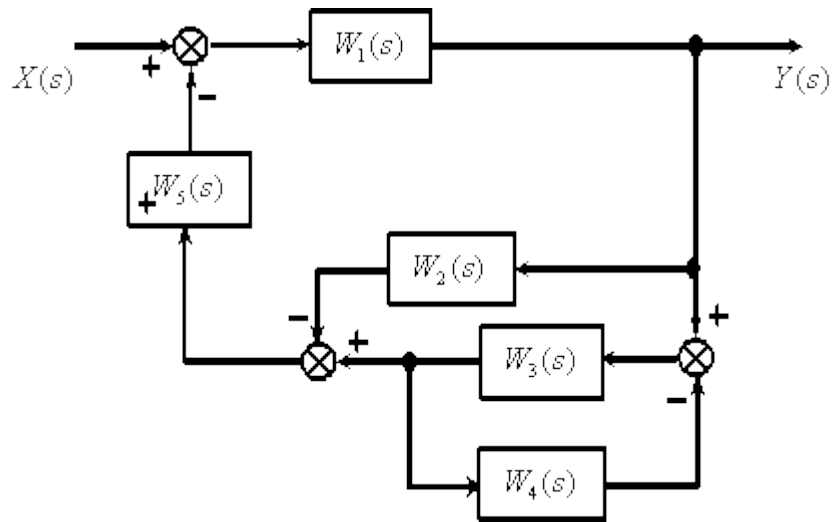 W₁(s)
+
X(s)
−
Y(s)
+W₅(s)
W₂(s)
+
−
+
W₃(s)
−
W₄(s)